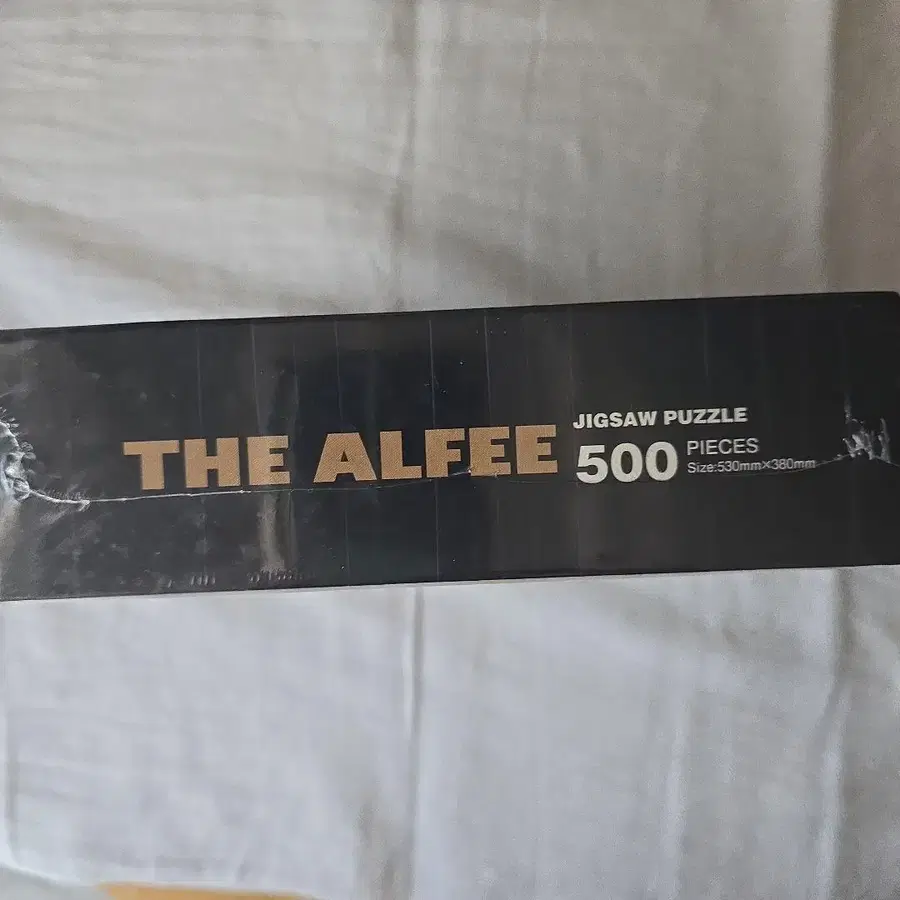 THE ALFEE
JIGSAW PUZZLE
500 PIECES
Size:530mm×380mm